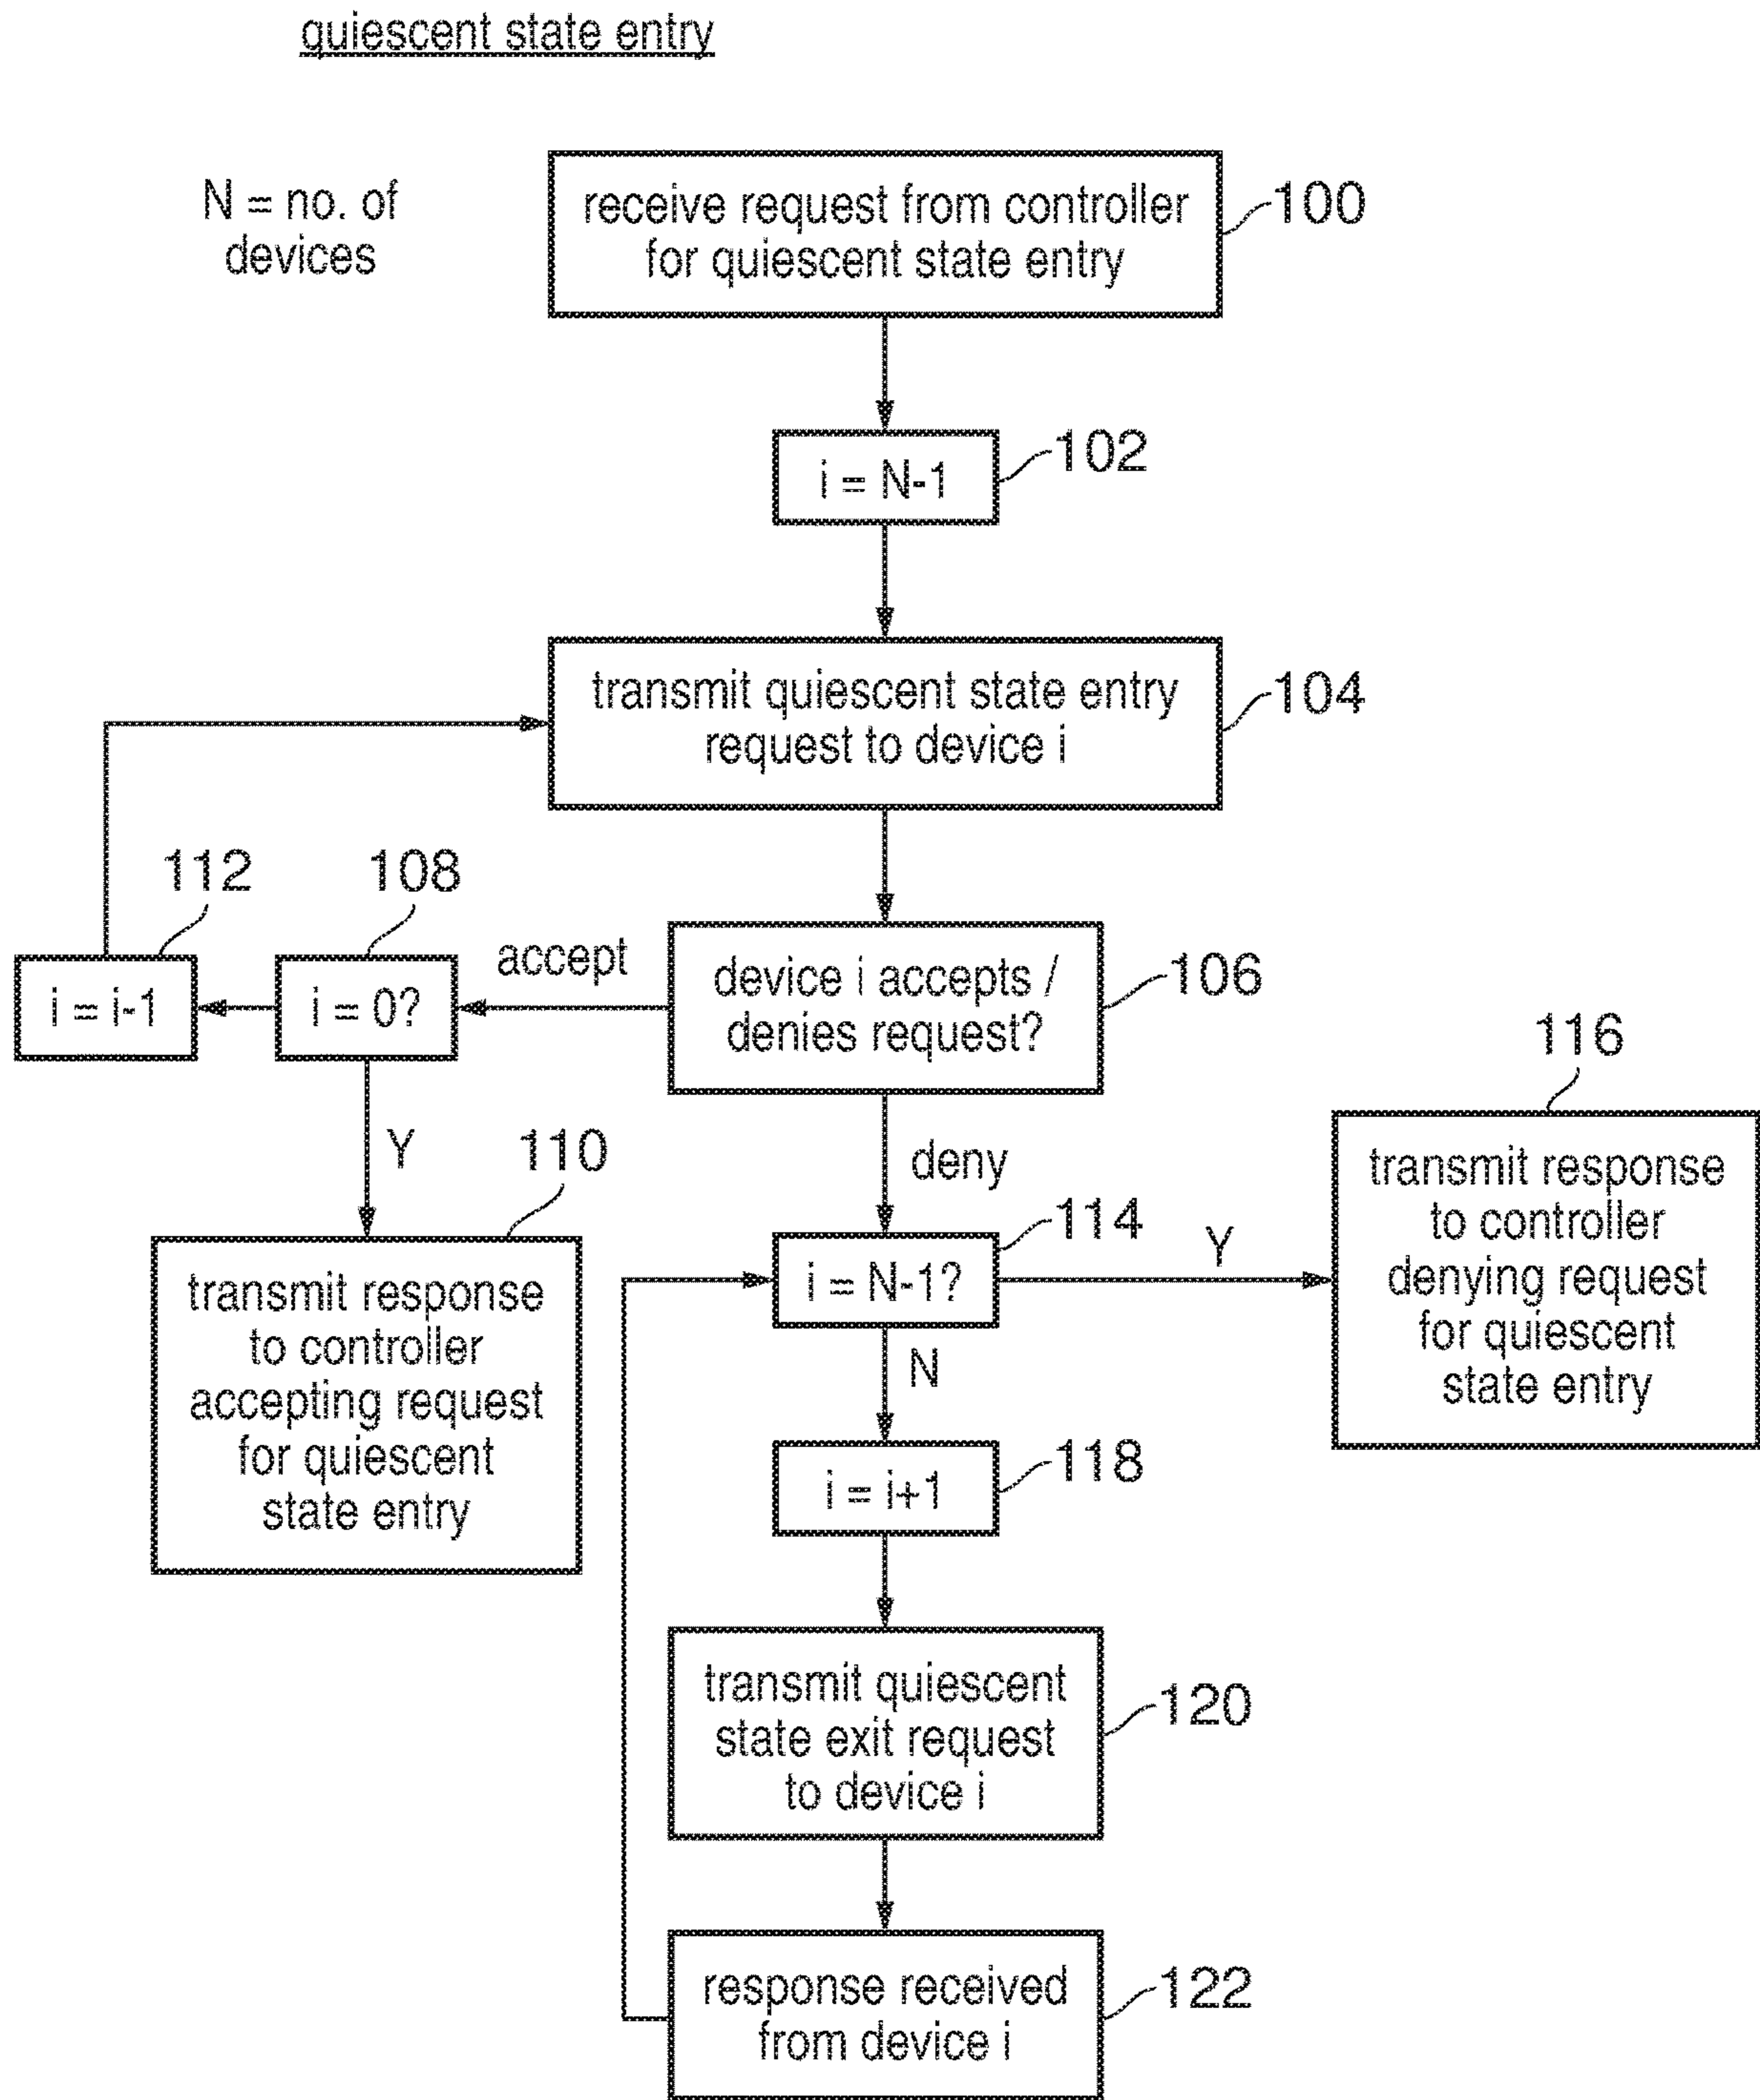 quiescent state entry
N = no. of
devices
receive request from controller
for quiescent state entry
100
i = N-1
102
transmit quiescent state entry
request to device i
104
112
108
i = i-1
i = 0?
accept
device i accepts /
denies request?
106
Y
110
deny
114
116
transmit response
to controller
accepting request
for quiescent
state entry
i = N-1?
Y
transmit response
to controller
denying request
for quiescent
state entry
N
i = i+1
118
transmit quiescent
state exit request
to device i
120
response received
from device i
122